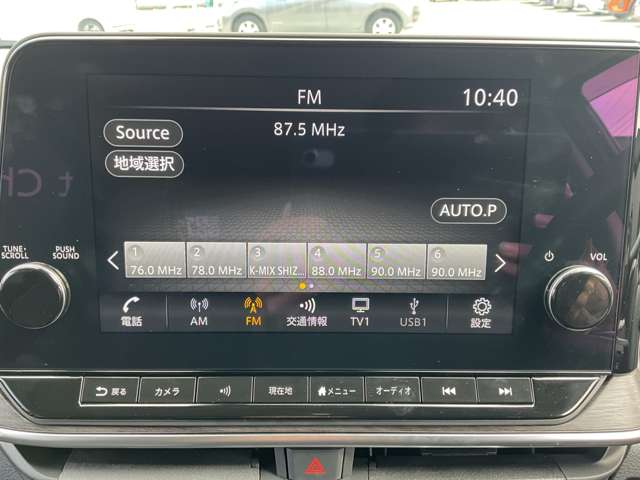 FM
10:40
Source
87.5 MHz
地域選択
AUTO.P
TUNE・SCROLL
PUSH SOUND
VOL
1 2 3 4 5 6
76.0 MHz 78.0 MHz K-MIX SHIZ... 88.0 MHz 90.0 MHz 90.0 MHz
電話 AM FM 交通情報 TV1 USB1 設定
戻る カメラ 現在地 メニュー オーディオ